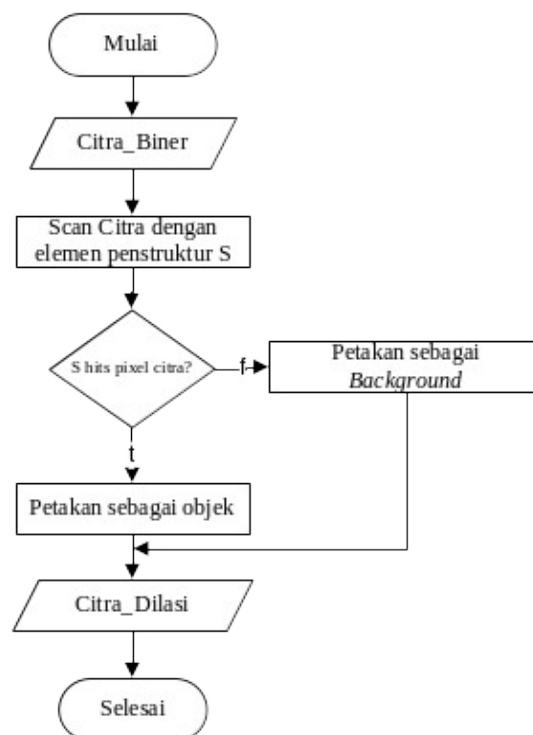 Mulai
Citra_Biner
Scan Citra dengan
elemen penstruktur S
S hits pixel citra?
f
Petakan sebagai
Background
t
Petakan sebagai objek
Citra_Dilasi
Selesai